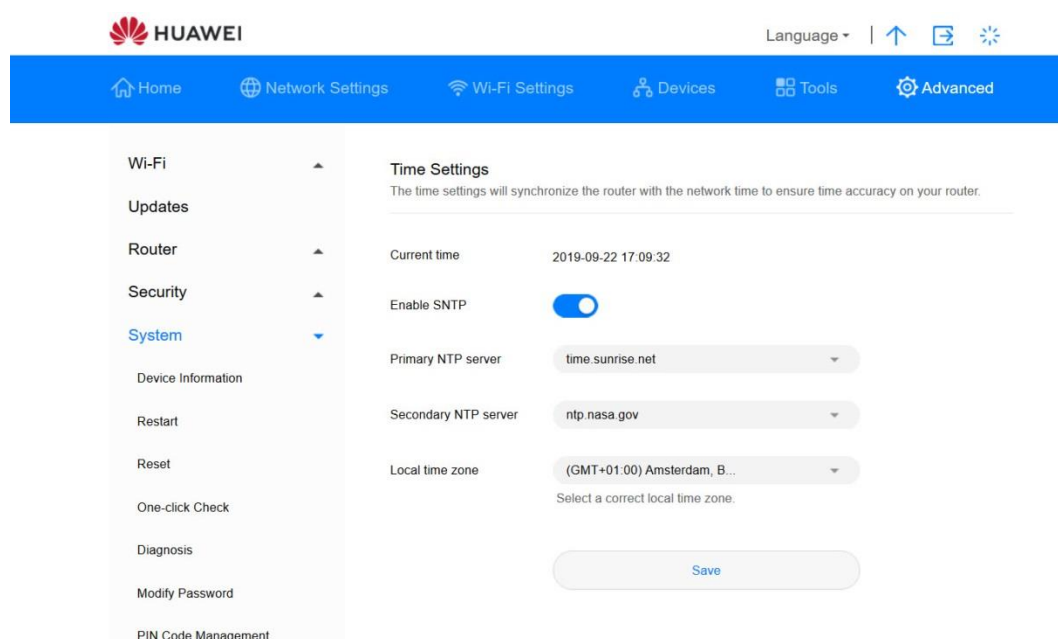 HUAWEI
Language
Home Network Settings Wi-Fi Settings Devices Tools Advanced
Wi-Fi
Updates
Router
Security
System
Device Information
Restart
Reset
One-click Check
Diagnosis
Modify Password
PIN Code Management
Time Settings
The time settings will synchronize the router with the network time to ensure time accuracy on your router.
Current time 2019-09-22 17:09:32
Enable SNTP
Primary NTP server time.sunrise.net
Secondary NTP server ntp.nasa.gov
Local time zone (GMT+01:00) Amsterdam, B...
Select a correct local time zone.
Save